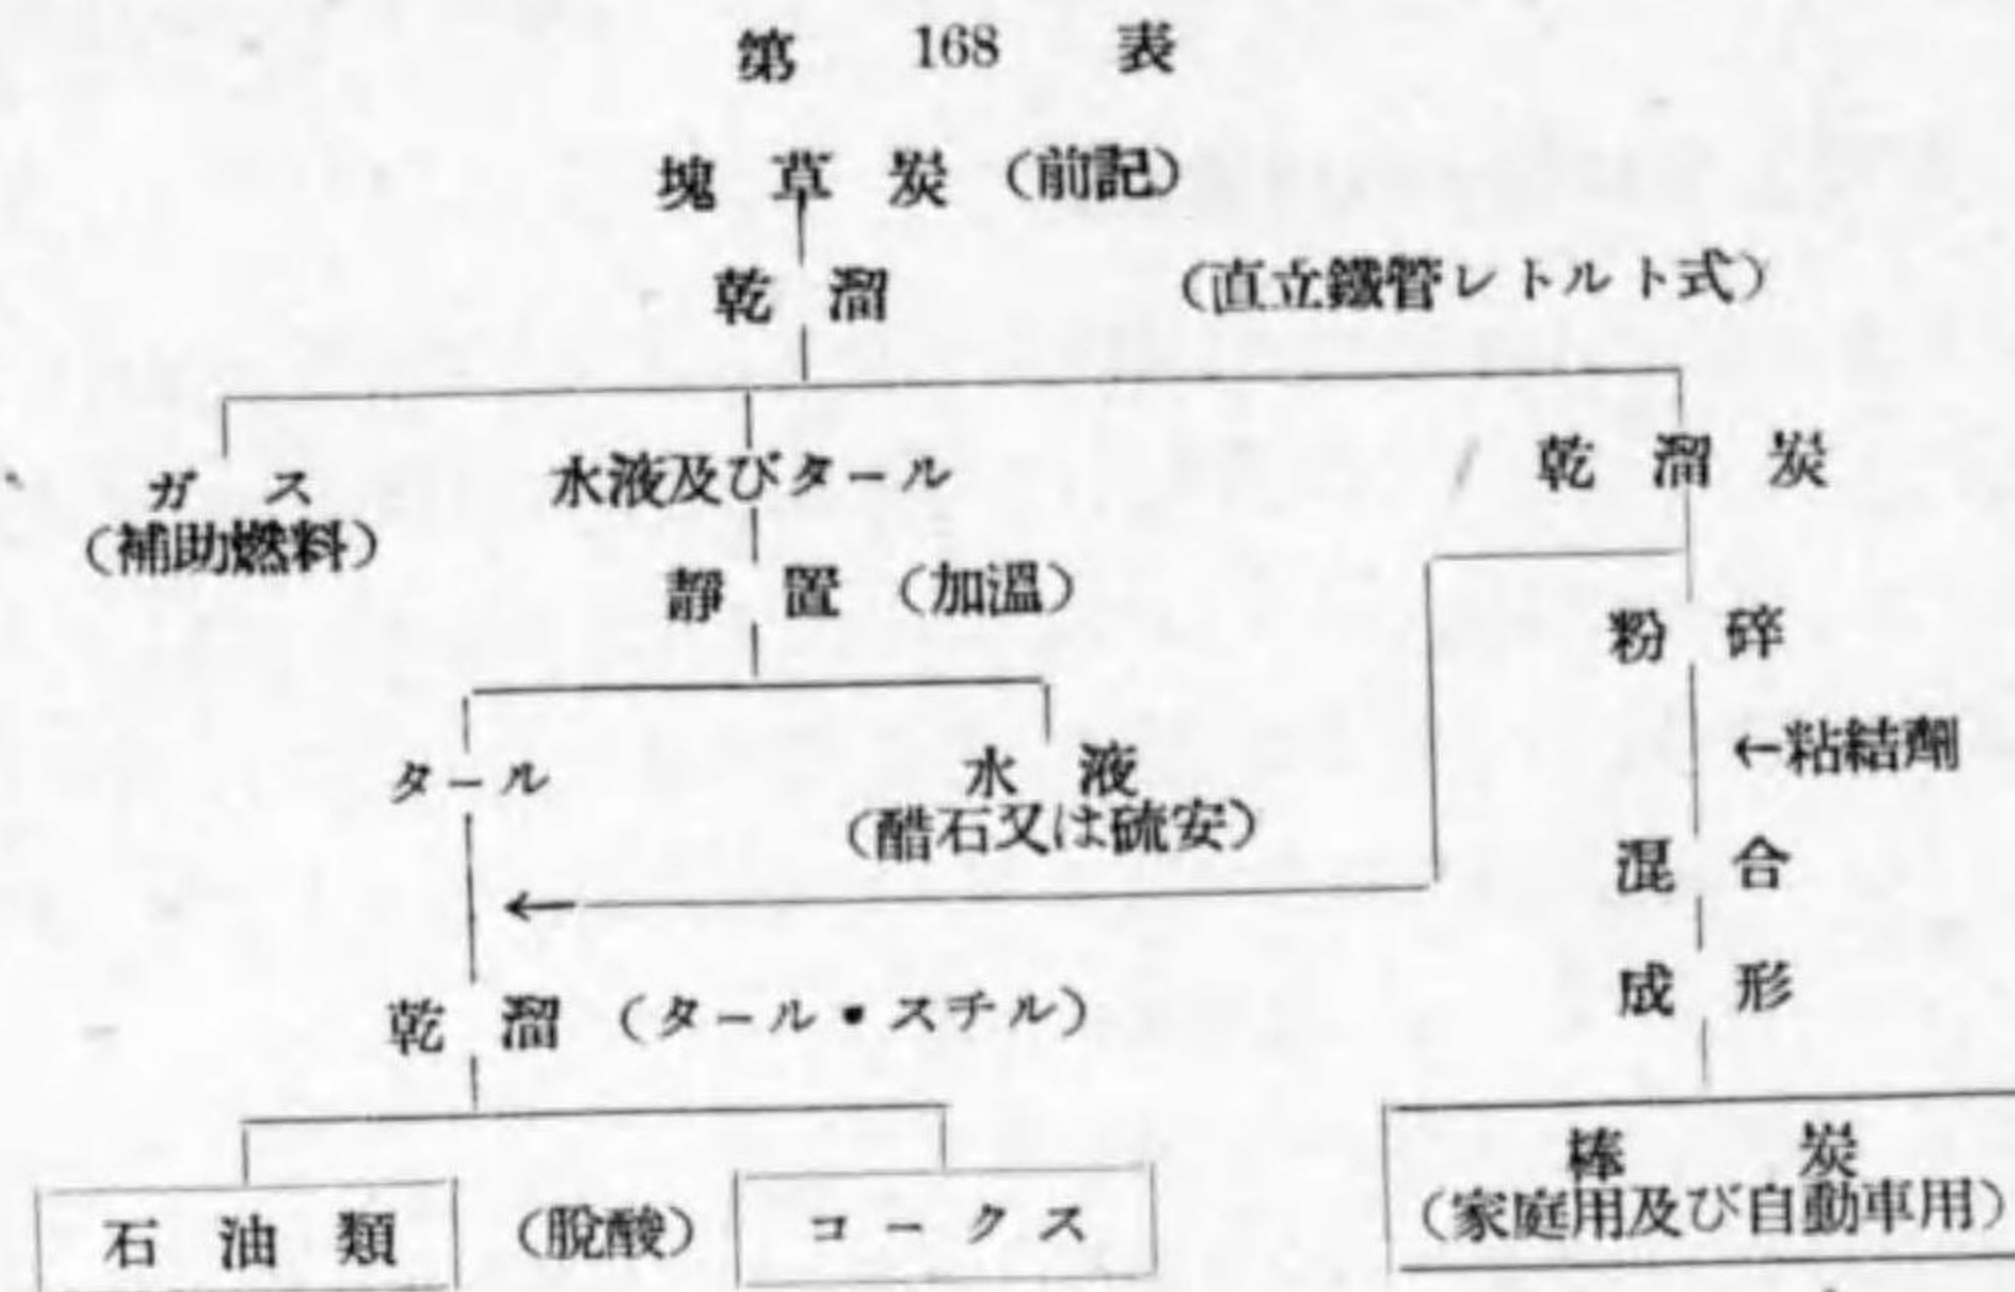 第 168 表
塊草炭（前記）
乾溜 （直立鐵管レトルト式）
ガス
（補助燃料）
水液及びタール
乾溜炭
靜置（加溫）
粉碎
←粘結劑
タール
水液
（醋石又は硫安）
混合
乾溜（タール・スチル）
成形
石油類
（脫酸）
コークス
棒炭
（家庭用及び自動車用）